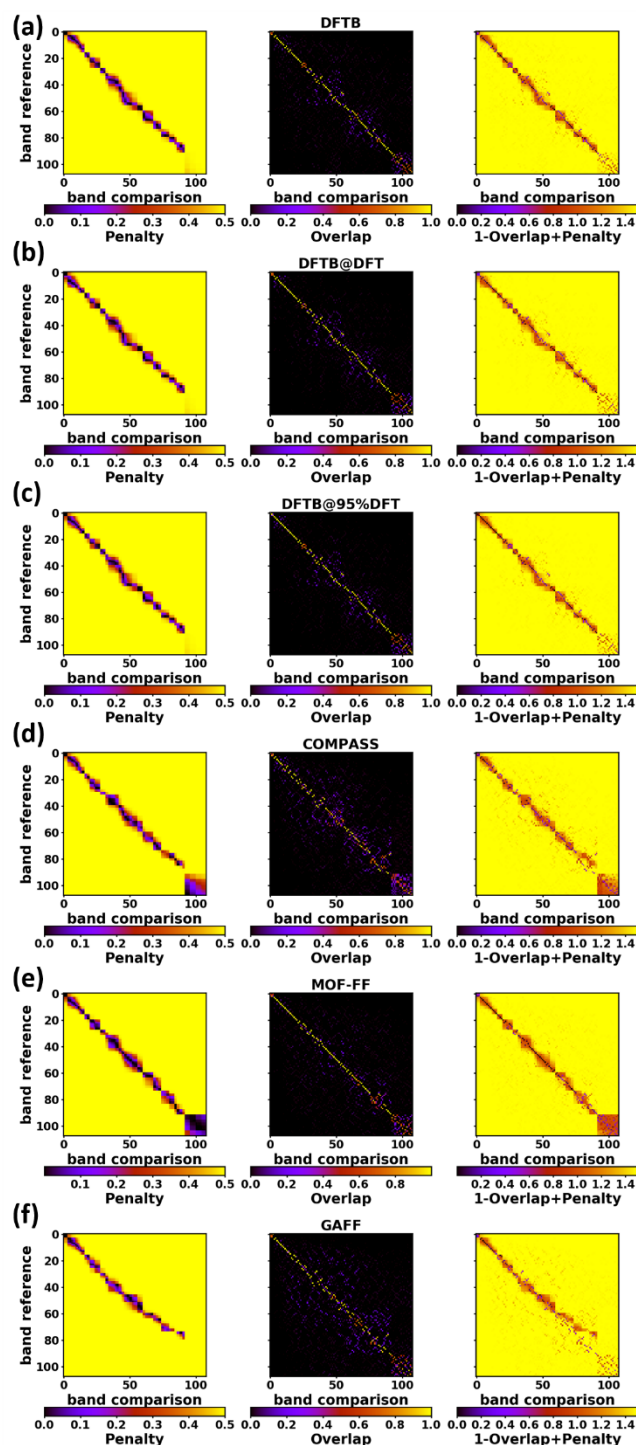 (a)
DFTB
band reference
0
20
40
60
80
100
0 50 100
0 50 100
0 50 100
band comparison band comparison band comparison
0.0 0.1 0.2 0.3 0.4 0.5
0.0 0.2 0.4 0.6 0.8 1.0
0.0 0.2 0.4 0.6 0.8 1.0 1.2 1.4
Penalty Overlap 1-Overlap+Penalty
(b)
DFTB@DFT
band reference
0
20
40
60
80
100
0 50 100
0 50 100
0 50 100
band comparison band comparison band comparison
0.0 0.1 0.2 0.3 0.4 0.5
0.0 0.2 0.4 0.6 0.8 1.0
0.0 0.2 0.4 0.6 0.8 1.0 1.2 1.4
Penalty Overlap 1-Overlap+Penalty
(c)
DFTB@95%DFT
band reference
0
20
40
60
80
100
0 50 100
0 50 100
0 50 100
band comparison band comparison band comparison
0.0 0.1 0.2 0.3 0.4 0.5
0.0 0.2 0.4 0.6 0.8 1.0
0.0 0.2 0.4 0.6 0.8 1.0 1.2 1.4
Penalty Overlap 1-Overlap+Penalty
(d)
COMPASS
band reference
0
20
40
60
80
100
0 50 100
0 50 100
0 50 100
band comparison band comparison band comparison
0.0 0.1 0.2 0.3 0.4 0.5
0.0 0.2 0.4 0.6 0.8 1.0
0.0 0.2 0.4 0.6 0.8 1.0 1.2 1.4
Penalty Overlap 1-Overlap+Penalty
(e)
MOF-FF
band reference
0
20
40
60
80
100
0 50 100
0 50 100
0 50 100
band comparison band comparison band comparison
0.1 0.2 0.3 0.4 0.5
0.0 0.2 0.4 0.6 0.8
0.2 0.4 0.6 0.8 1.0 1.2 1.4
Penalty Overlap 1-Overlap+Penalty
(f)
GAFF
band reference
0
20
40
60
80
100
0 50 100
0 50 100
0 50 100
band comparison band comparison band comparison
0.0 0.1 0.2 0.3 0.4 0.5
0.0 0.2 0.4 0.6 0.8 1.0
0.0 0.2 0.4 0.6 0.8 1.0 1.2 1.4
Penalty Overlap 1-Overlap+Penalty